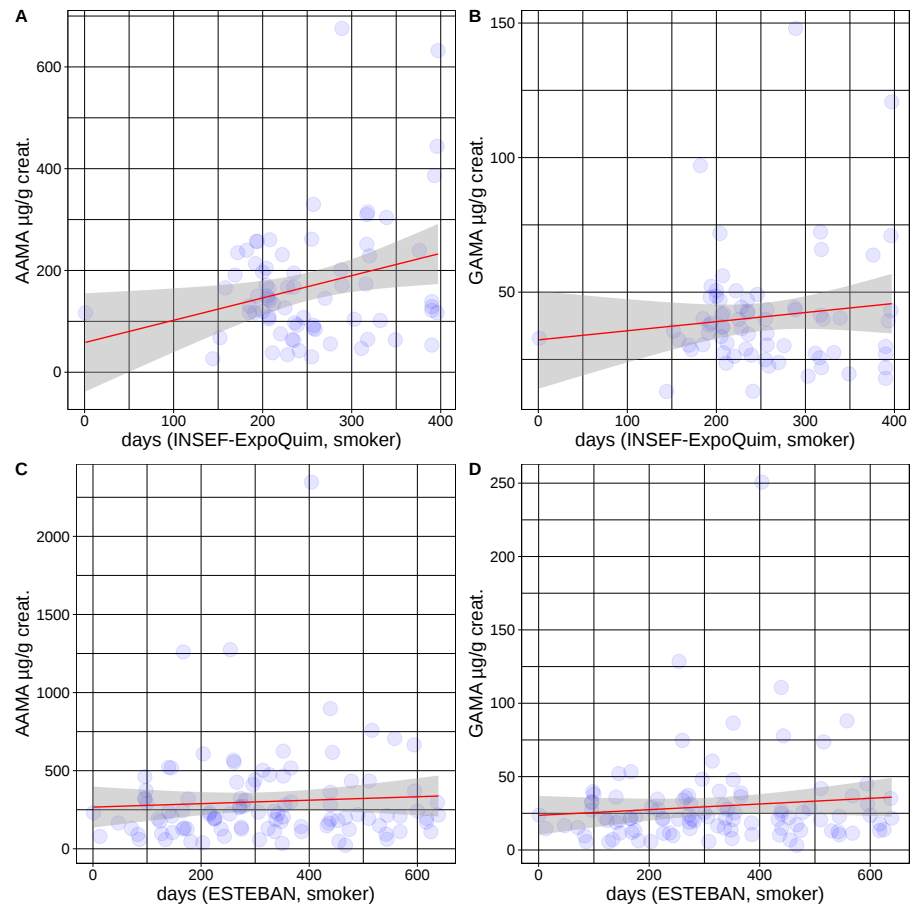 A
AAMA µg/g creat.
600
400
200
0
0 100 200 300 400
days (INSEF-ExpoQuim, smoker)
B
GAMA µg/g creat.
150
100
50
0 100 200 300 400
days (INSEF-ExpoQuim, smoker)
C
AAMA µg/g creat.
2000
1500
1000
500
0
0 200 400 600
days (ESTEBAN, smoker)
D
GAMA µg/g creat.
250
200
150
100
50
0
0 200 400 600
days (ESTEBAN, smoker)